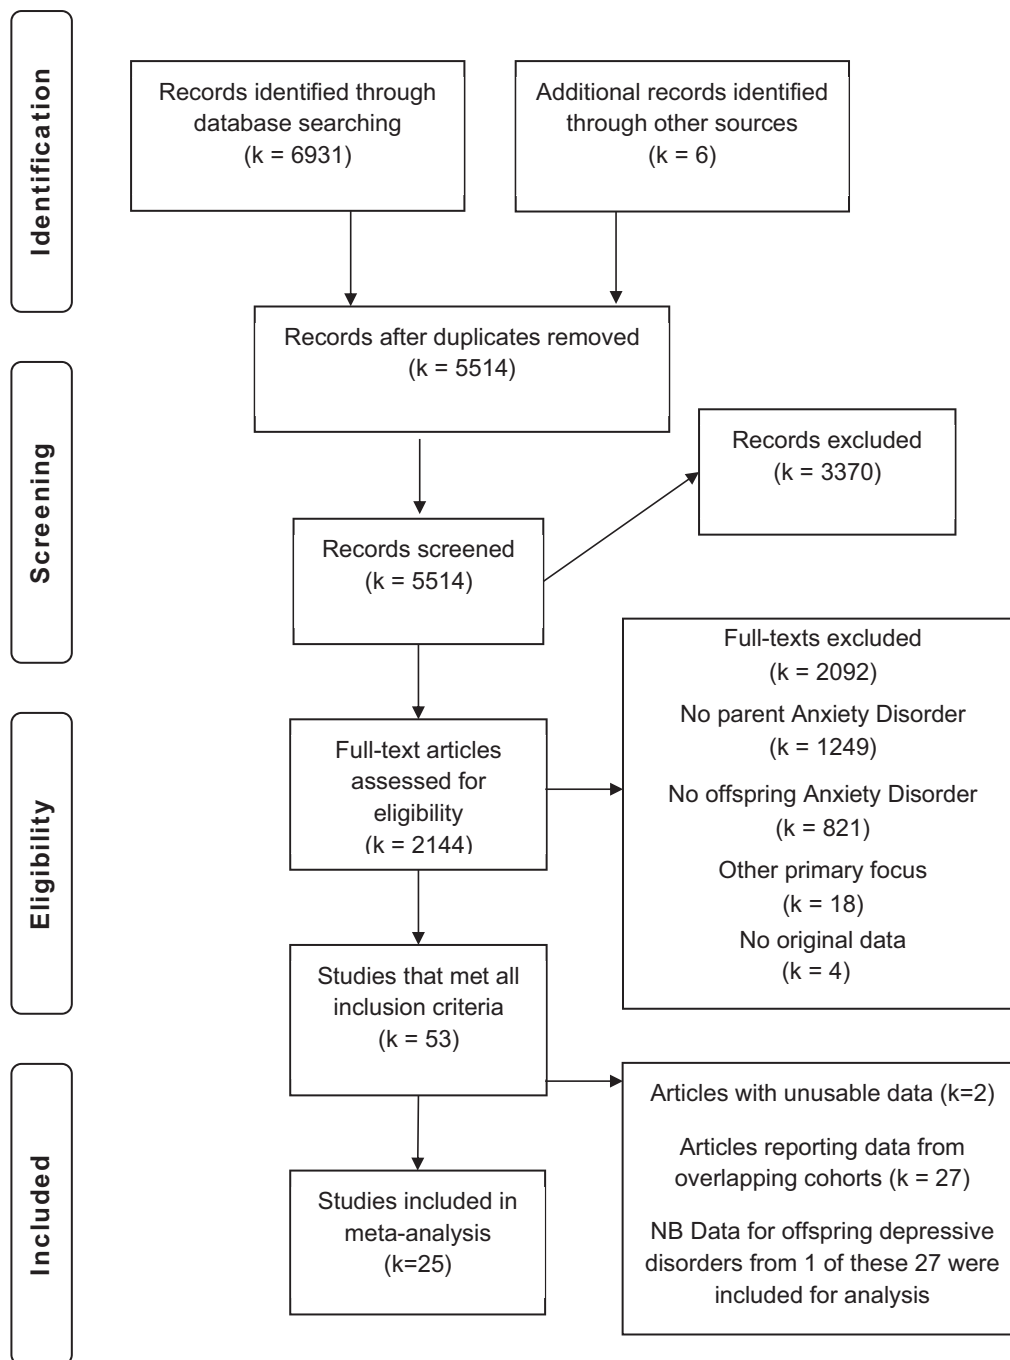 Identification
Records identified through
database searching
(k = 6931)
Additional records identified
through other sources
(k = 6)
Records after duplicates removed
(k = 5514)
Screening
Records excluded
(k = 3370)
Records screened
(k = 5514)
Eligibility
Full-text articles
assessed for
eligibility
(k = 2144)
Full-texts excluded
(k = 2092)
No parent Anxiety Disorder
(k = 1249)
No offspring Anxiety Disorder
(k = 821)
Other primary focus
(k = 18)
No original data
(k = 4)
Studies that met all
inclusion criteria
(k = 53)
Included
Articles with unusable data (k=2)
Articles reporting data from
overlapping cohorts (k = 27)
NB Data for offspring depressive
disorders from 1 of these 27 were
included for analysis
Studies included in
meta-analysis
(k=25)